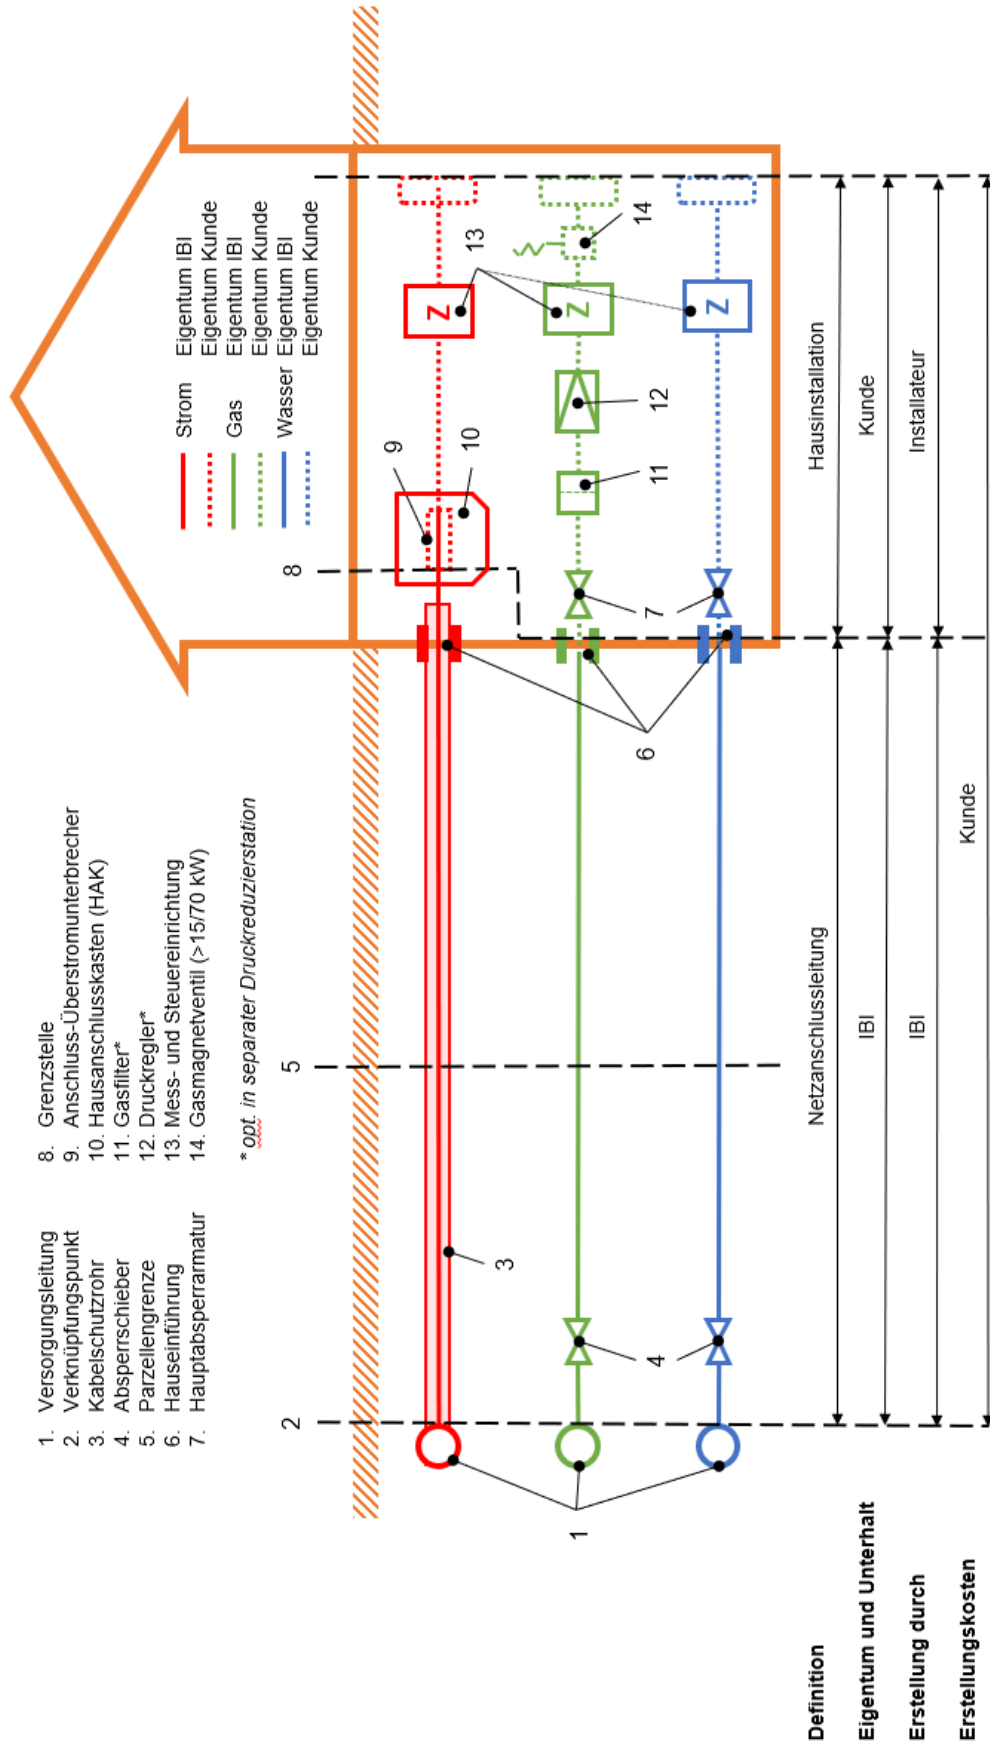 1. Versorgungsleitung
2. Verknüpfungspunkt
3. Kabelschutzrohr
4. Absperrschieber
5. Parzellengrenze
6. Hauseinführung
7. Hauptabsperrarmatur
8. Grenzstelle
9. Anschluss-Überstromunterbrecher
10. Hausanschlusskasten (HAK)
11. Gasfilter*
12. Druckregler*
13. Mess- und Steuereinrichtung
14. Gasmagnetventil (>15/70 kW)
* opt. in separater Druckreduzierstation
Strom Eigentum IBI
Eigentum Kunde
Gas Eigentum IBI
Eigentum Kunde
Wasser Eigentum IBI
Eigentum Kunde
2
5
8
9
10
13
Z
3
14
Z
11
12
1
4
6
7
Z
Definition
Netzanschlussleitung
Hausinstallation
Eigentum und Unterhalt
IBI
Kunde
Erstellung durch
IBI
Installateur
Erstellungskosten
Kunde